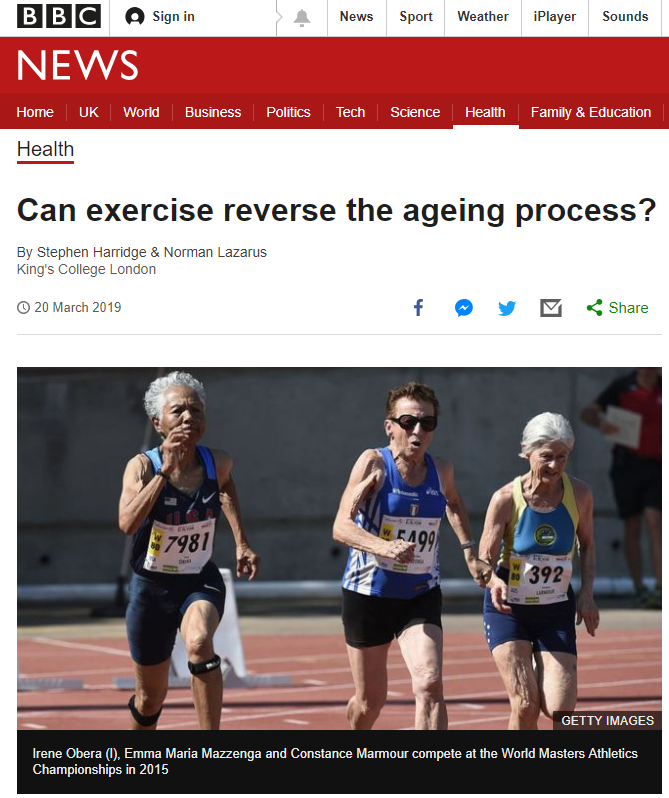 BBC
Sign in
News
Sport
Weather
iPlayer
Sounds
NEWS
Home
UK
World
Business
Politics
Tech
Science
Health
Family & Education
Health
Can exercise reverse the ageing process?
By Stephen Harridge & Norman Lazarus
King's College London
20 March 2019
Share
USA
W
80
7981
W
5499
W
80
392
GETTY IMAGES
Irene Obera (l), Emma Maria Mazzenga and Constance Marmour compete at the World Masters Athletics
Championships in 2015